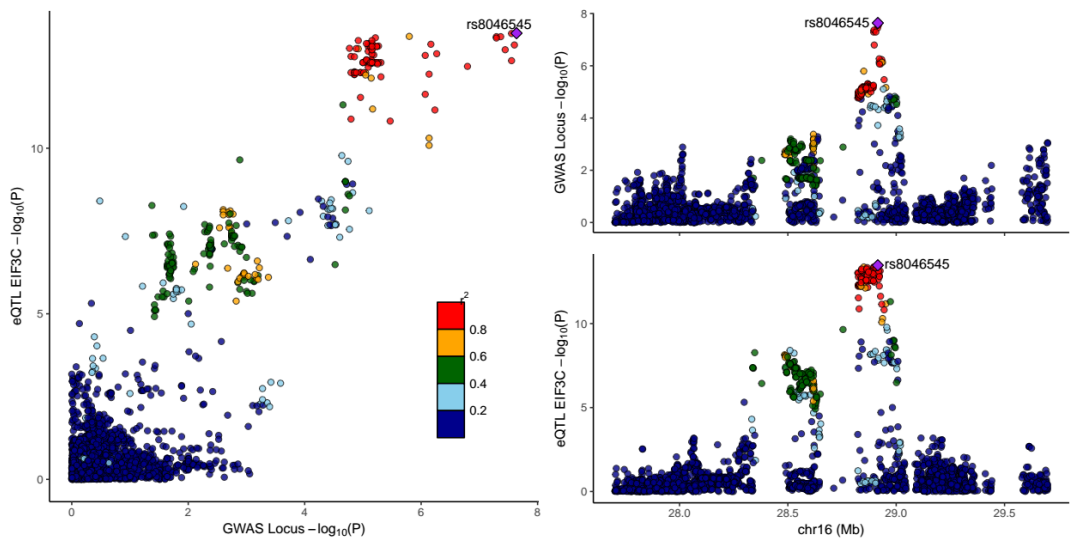 rs8046545
eQTL EIF3C −log10(P)
10
5
0
0
2
4
6
8
GWAS Locus −log10(P)
r2
0.8
0.6
0.4
0.2
rs8046545
GWAS Locus −log10(P)
8
6
4
2
0
rs8046545
eQTL EIF3C −log10(P)
10
5
0
28.0
28.5
29.0
29.5
chr16 (Mb)